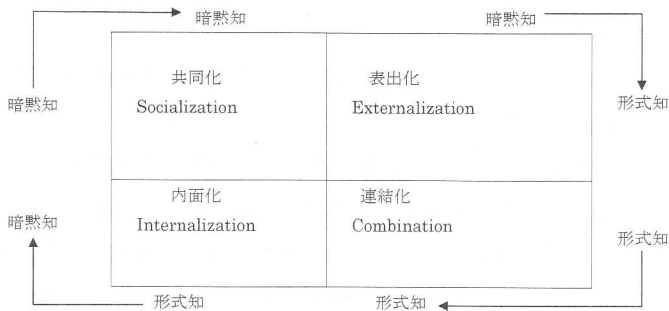 暗黙知
暗黙知
共同化
表出化
暗黙知
Socialization
Externalization
形式知
内面化
連結化
暗黙知
Internalization
Combination
形式知
形式知
形式知